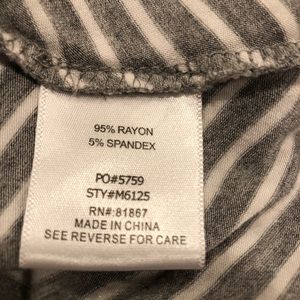 95% RAYON
5% SPANDEX
PO#5759
STY#M6125
RN#:81867
MADE IN CHINA
SEE REVERSE FOR CARE